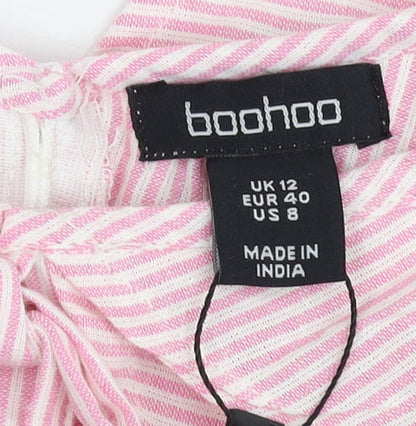 boohoo
UK 12
EUR 40
US 8
MADE IN
INDIA